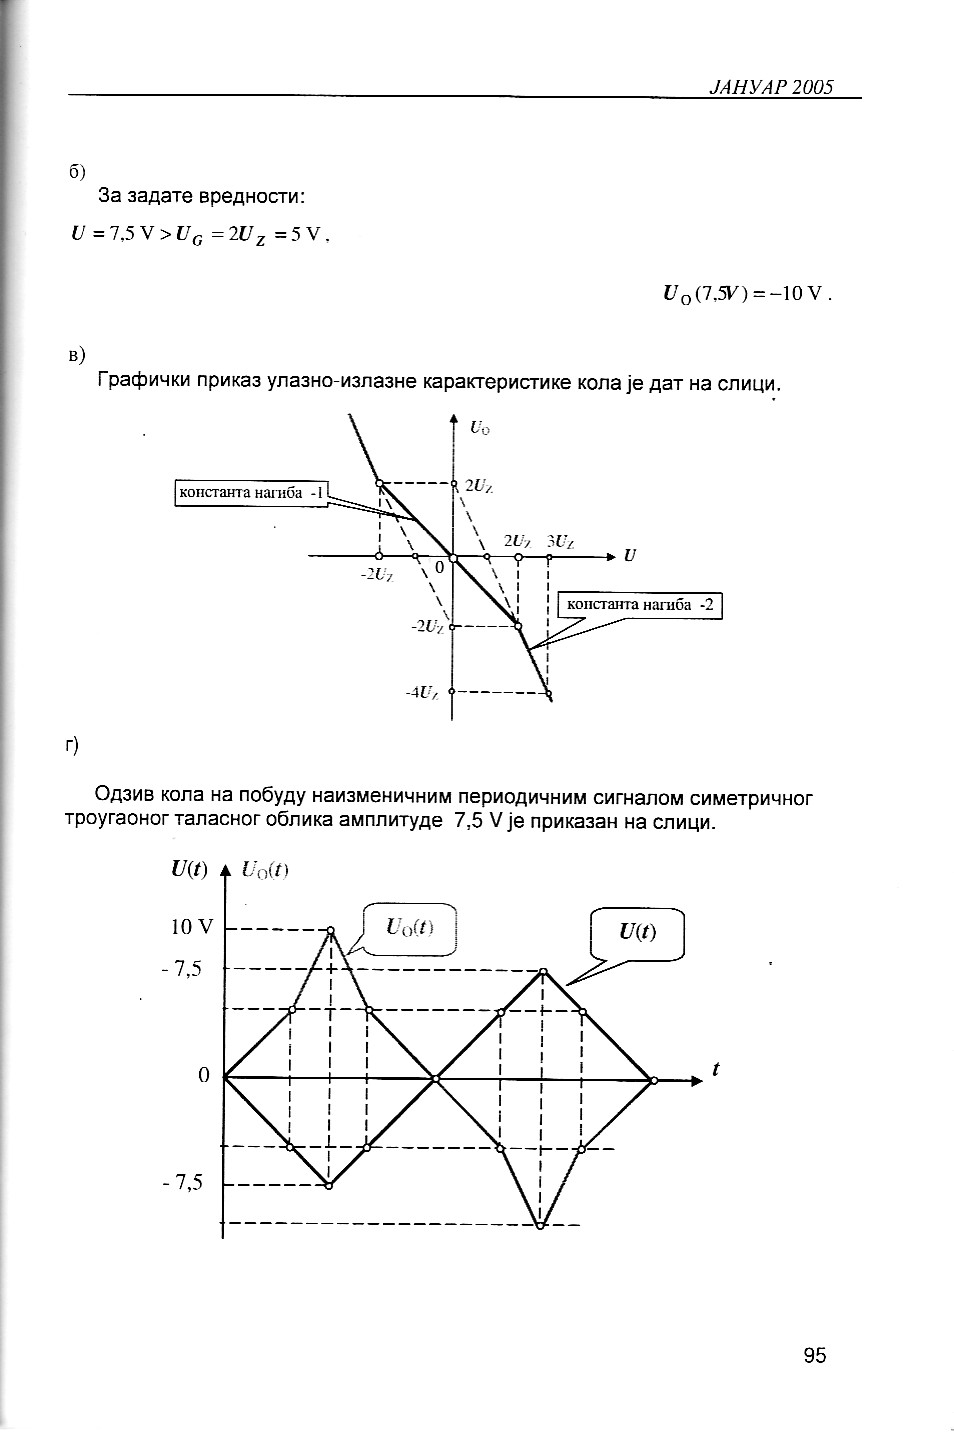 ЈАНУАР 2005
б)
За задате вредности:
U = 7,5 V > U_G = 2U_Z = 5 V,
U_O (7,5V) = −10 V.
в)
Графички приказ улазно-излазне карактеристике кола је дат на слици.
U_O
константа нагиба -1
2U_Z
2U_Z 3U_Z
U
-2U_Z
0
константа нагиба -2
-2U_Z
-4U_Z
г)
Одзив кола на побуду наизменичним периодичним сигналом симетричног
троугаоног таласног облика амплитуде 7,5 V је приказан на слици.
U(t) U_O(t)
10 V
U_O(t)
U(t)
- 7,5
0
t
- 7,5
95